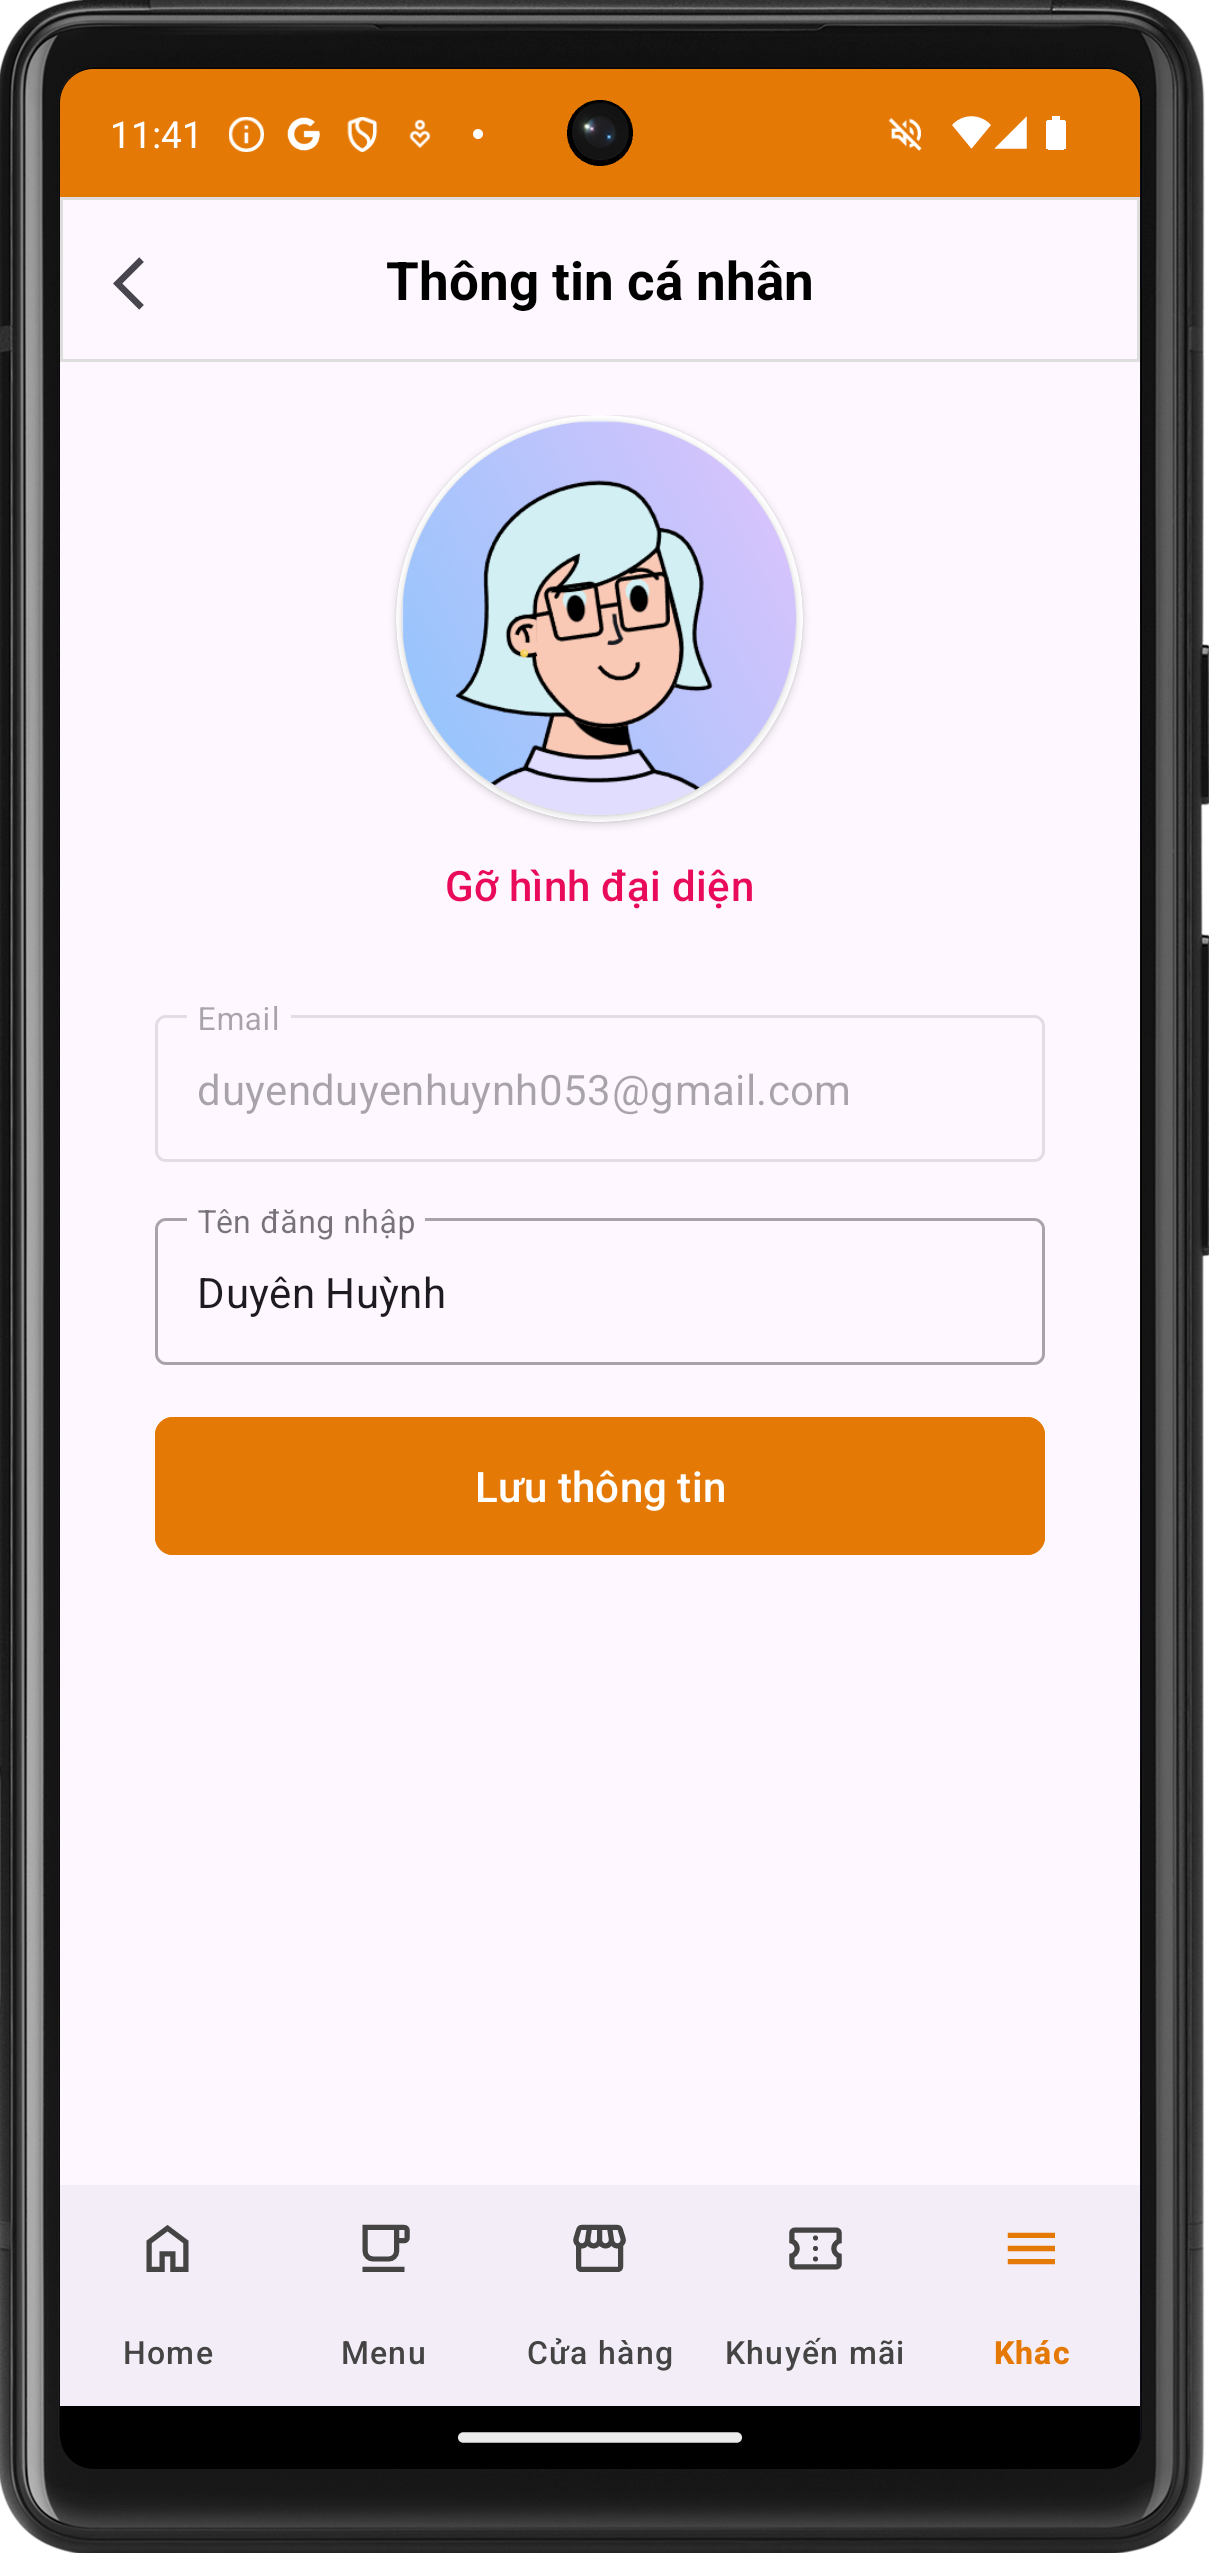 11:41
Thông tin cá nhân
Gỡ hình đại diện
Email
duyenduyenhuynh053@gmail.com
Tên đăng nhập
Duyên Huỳnh
Lưu thông tin
Home Menu Cửa hàng Khuyến mãi Khác